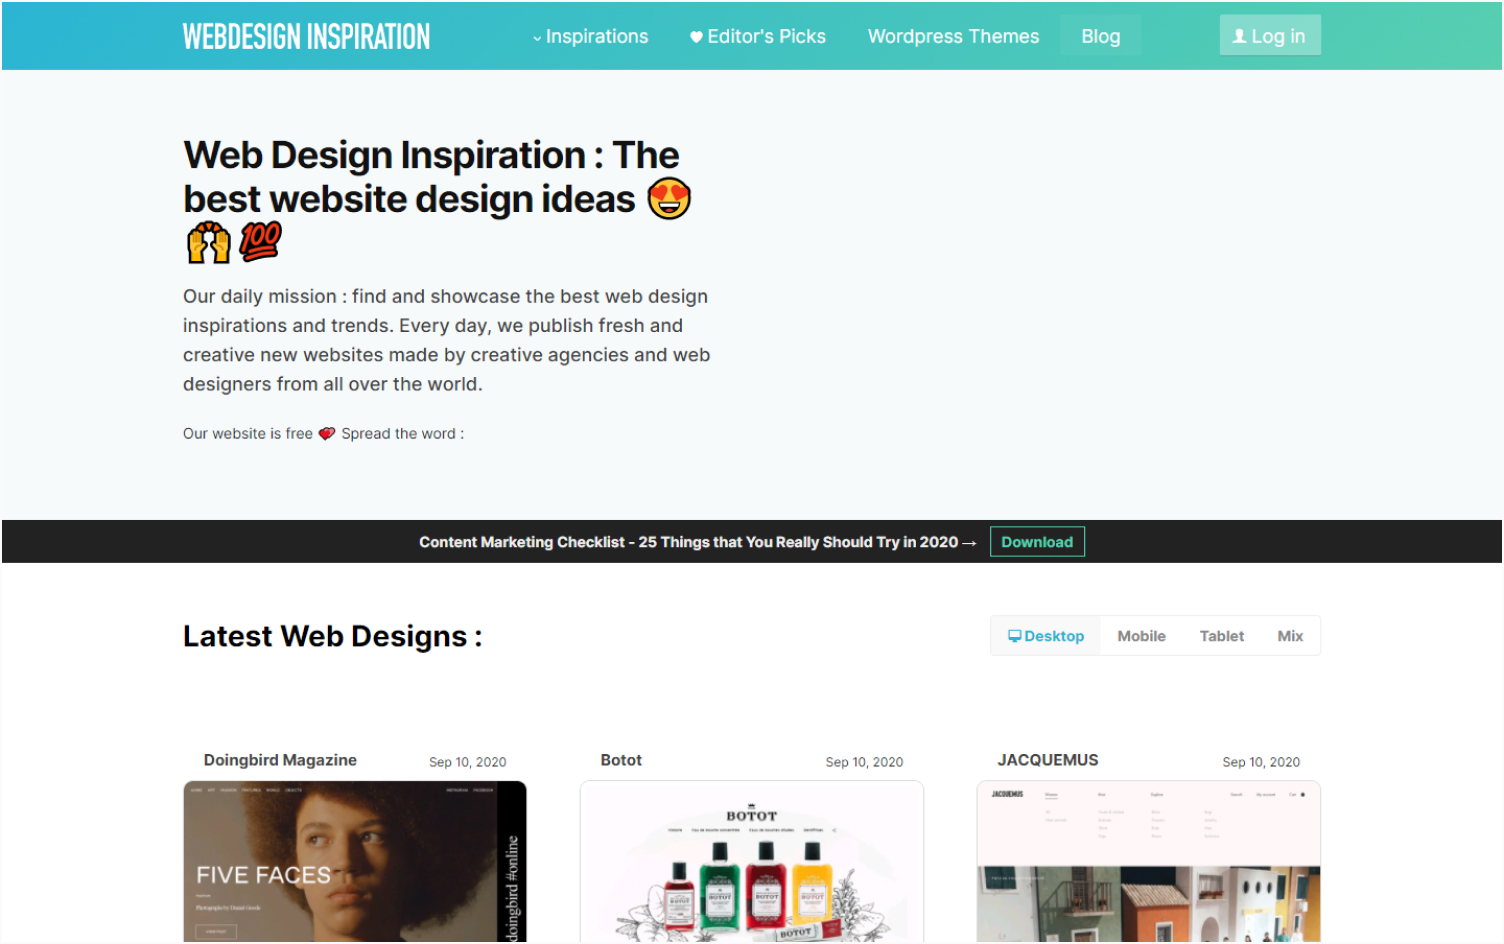 WEBDESIGN INSPIRATION
Inspirations
Editor's Picks
Wordpress Themes
Blog
Log in
Web Design Inspiration : The
best website design ideas 😍
🙌 💯
Our daily mission : find and showcase the best web design
inspirations and trends. Every day, we publish fresh and
creative new websites made by creative agencies and web
designers from all over the world.
Our website is free 💕 Spread the word :
Content Marketing Checklist - 25 Things that You Really Should Try in 2020 →
Download
Latest Web Designs :
Desktop
Mobile
Tablet
Mix
Doingbird Magazine
Sep 10, 2020
Botot
Sep 10, 2020
JACQUEMUS
Sep 10, 2020
FIVE FACES
doingbird #online
BOTOT
BOTOT
BOTOT
BOTOT
BOTOT
BOTOT
JACQUEMUS